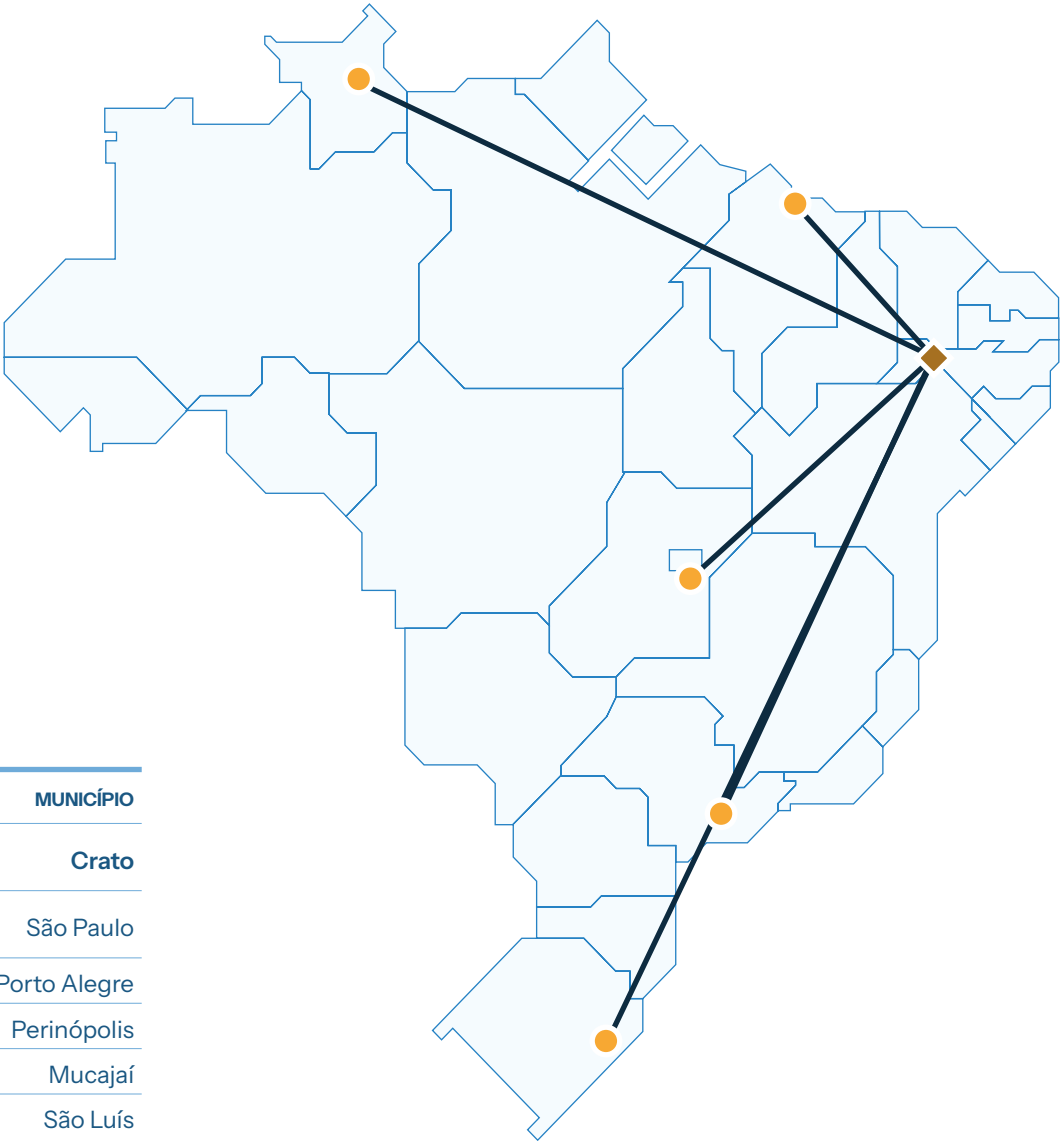 MUNICÍPIO
Crato
São Paulo
Porto Alegre
Perinópolis
Mucajaí
São Luís